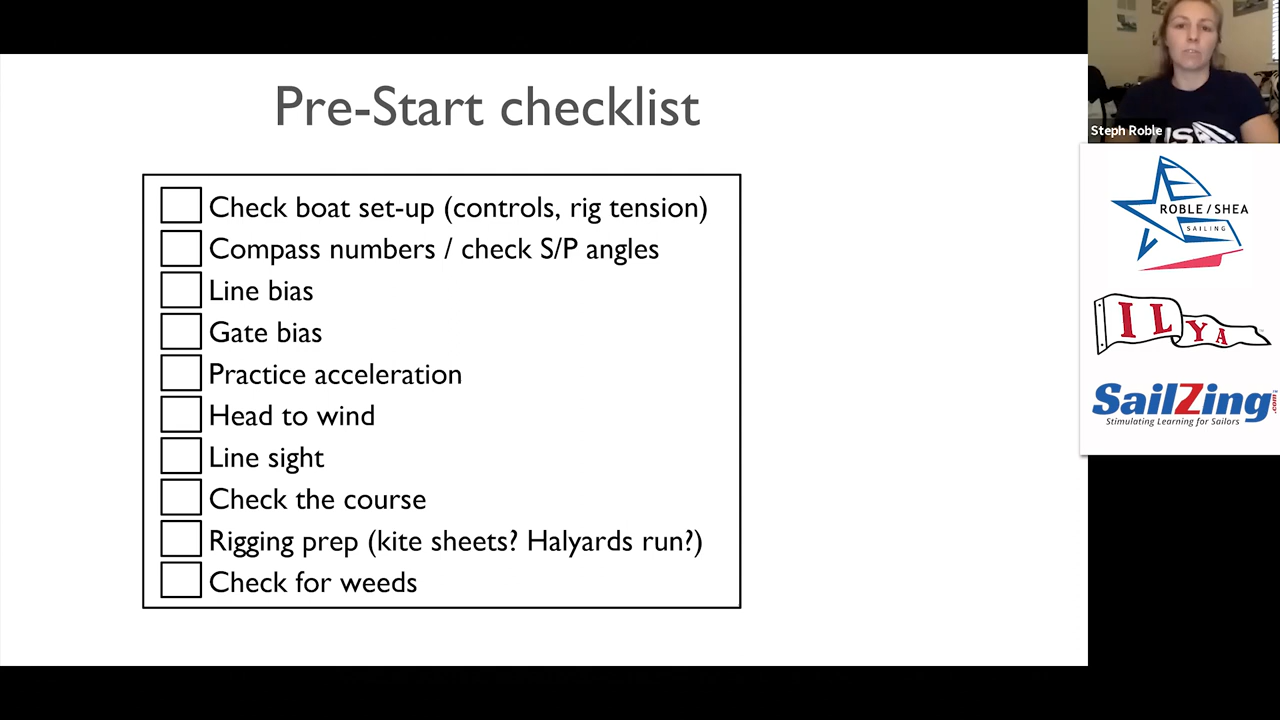 Pre-Start checklist
Check boat set-up (controls, rig tension)
Compass numbers / check S/P angles
Line bias
Gate bias
Practice acceleration
Head to wind
Line sight
Check the course
Rigging prep (kite sheets? Halyards run?)
Check for weeds
USA
Steph Roble
ROBLE / SHEA
SAILING
ILYA
SailZing.com
Stimulating Learning for Sailors